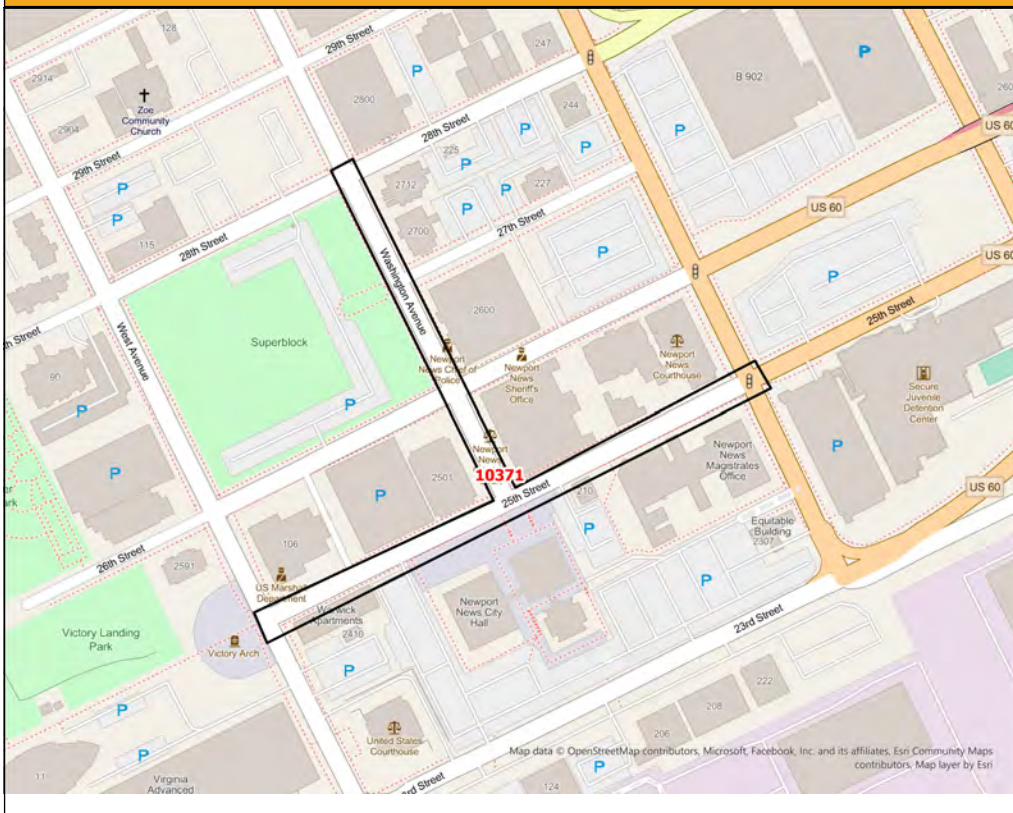 128
29th Street
247
2914
P
P
B 902
Zoe
Community
Church
2800
244
260
2904
28th Street
P
P
P
US 60
29th Street
225
P
P
2712
P
227
P
P
US 60
P
115
28th Street
2700
27th Street
P
Washington Avenue
US 60
P
25th Street
Superblock
2600
West Avenue
Newport
News Chief of
Police
Newport
News
Sheriff's
Office
Newport
News
Courthouse
90
P
P
Secure
Juvenile
Detention
Center
Newport
News
10371
2501
P
P
P
Newport
News
Magistrates
Office
US 60
25th Street
210
P
26th Street
106
2591
Equitable
Building
2307
US Marshall
Department
P
Warwick
Apartments
2410
Newport
News City
Hall
Victory Landing
Park
Victory Arch
P
23rd Street
P
222
208
P
United States
Courthouse
206
Map data © OpenStreetMap contributors, Microsoft, Facebook, Inc. and its affiliates, Esri Community Maps
contributors, Map layer by Esri
11
Virginia
Advanced
rd Street
124
P